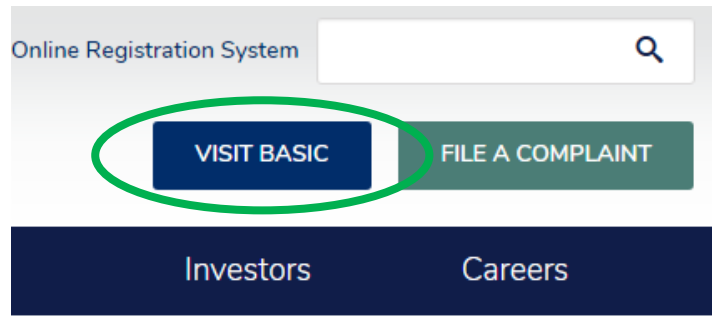 Online Registration System
VISIT BASIC FILE A COMPLAINT
Investors Careers